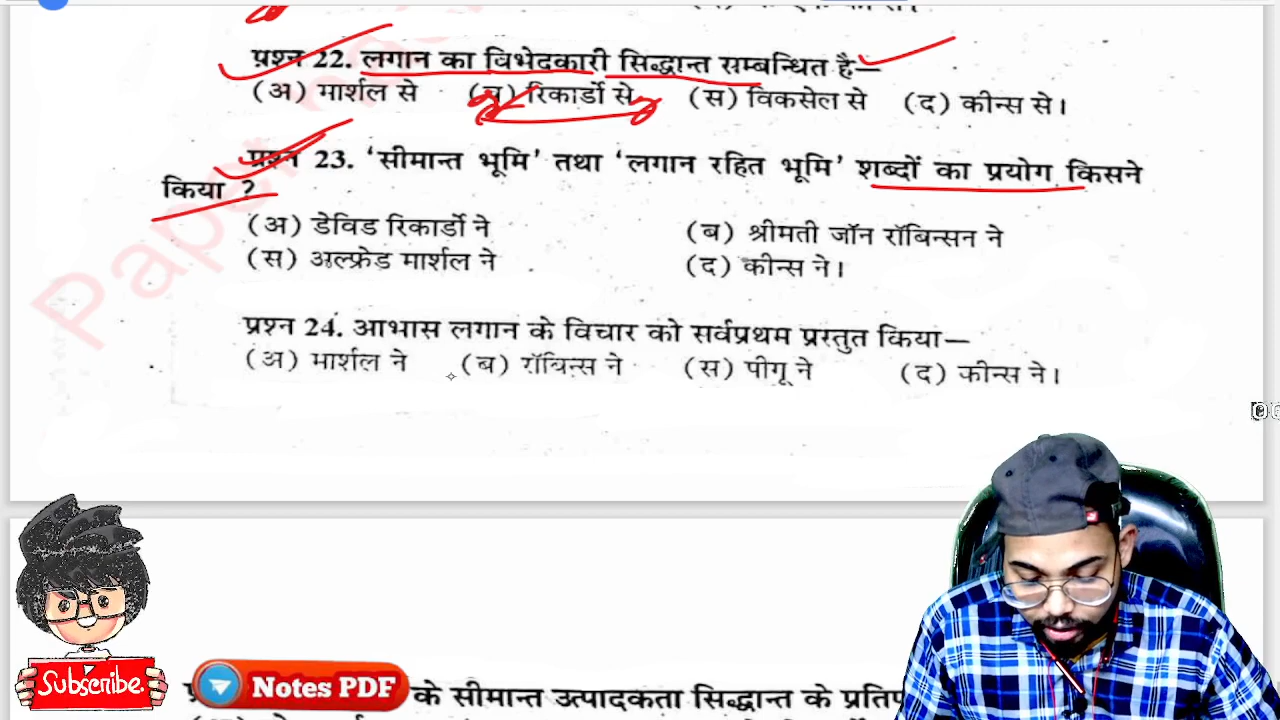 प्रश्न 22. लगान का विभेदकारी सिद्धान्त सम्बन्धित है–
(अ) मार्शल से (ब) रिकार्डो से (स) विकसेल से (द) कीन्स से।
प्रश्न 23. 'सीमान्त भूमि' तथा 'लगान रहित भूमि' शब्दों का प्रयोग किसने
किया ?
(अ) डेविड रिकार्डो ने (ब) श्रीमती जॉन रॉबिन्सन ने
(स) अल्फ्रेड मार्शल ने (द) कीन्स ने।
प्रश्न 24. आभास लगान के विचार को सर्वप्रथम प्रस्तुत किया–
(अ) मार्शल ने (ब) रॉबिन्स ने (स) पीगू ने (द) कीन्स ने।
Subscribe.
Notes PDF
के सीमान्त उत्पादकता सिद्धान्त के